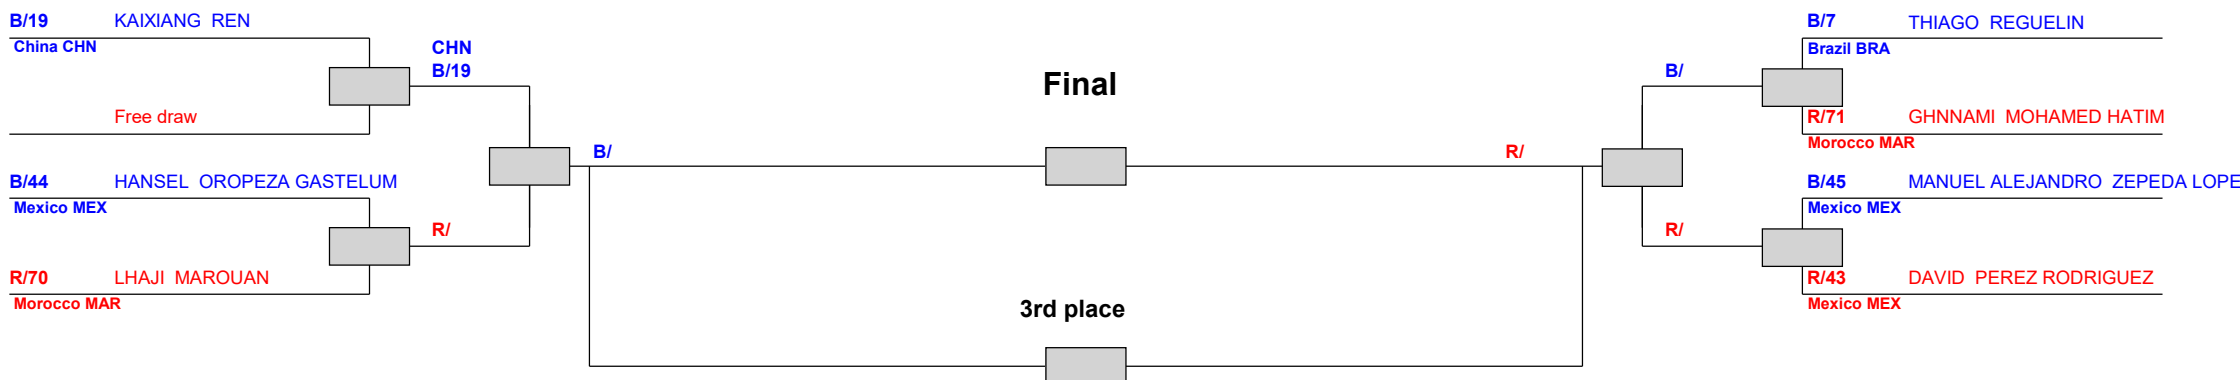 B/19 KAIXIANG REN
China CHN
Free draw
CHN
B/19
B/44 HANSEL OROPEZA GASTELUM
Mexico MEX
R/70 LHAJI MAROUAN
Morocco MAR
R/
B/
Final
3rd place
R/
B/
R/
B/7 THIAGO REGUELIN
Brazil BRA
R/71 GHNNAMI MOHAMED HATIM
Morocco MAR
B/45 MANUEL ALEJANDRO ZEPEDA LOPE
Mexico MEX
R/43 DAVID PEREZ RODRIGUEZ
Mexico MEX